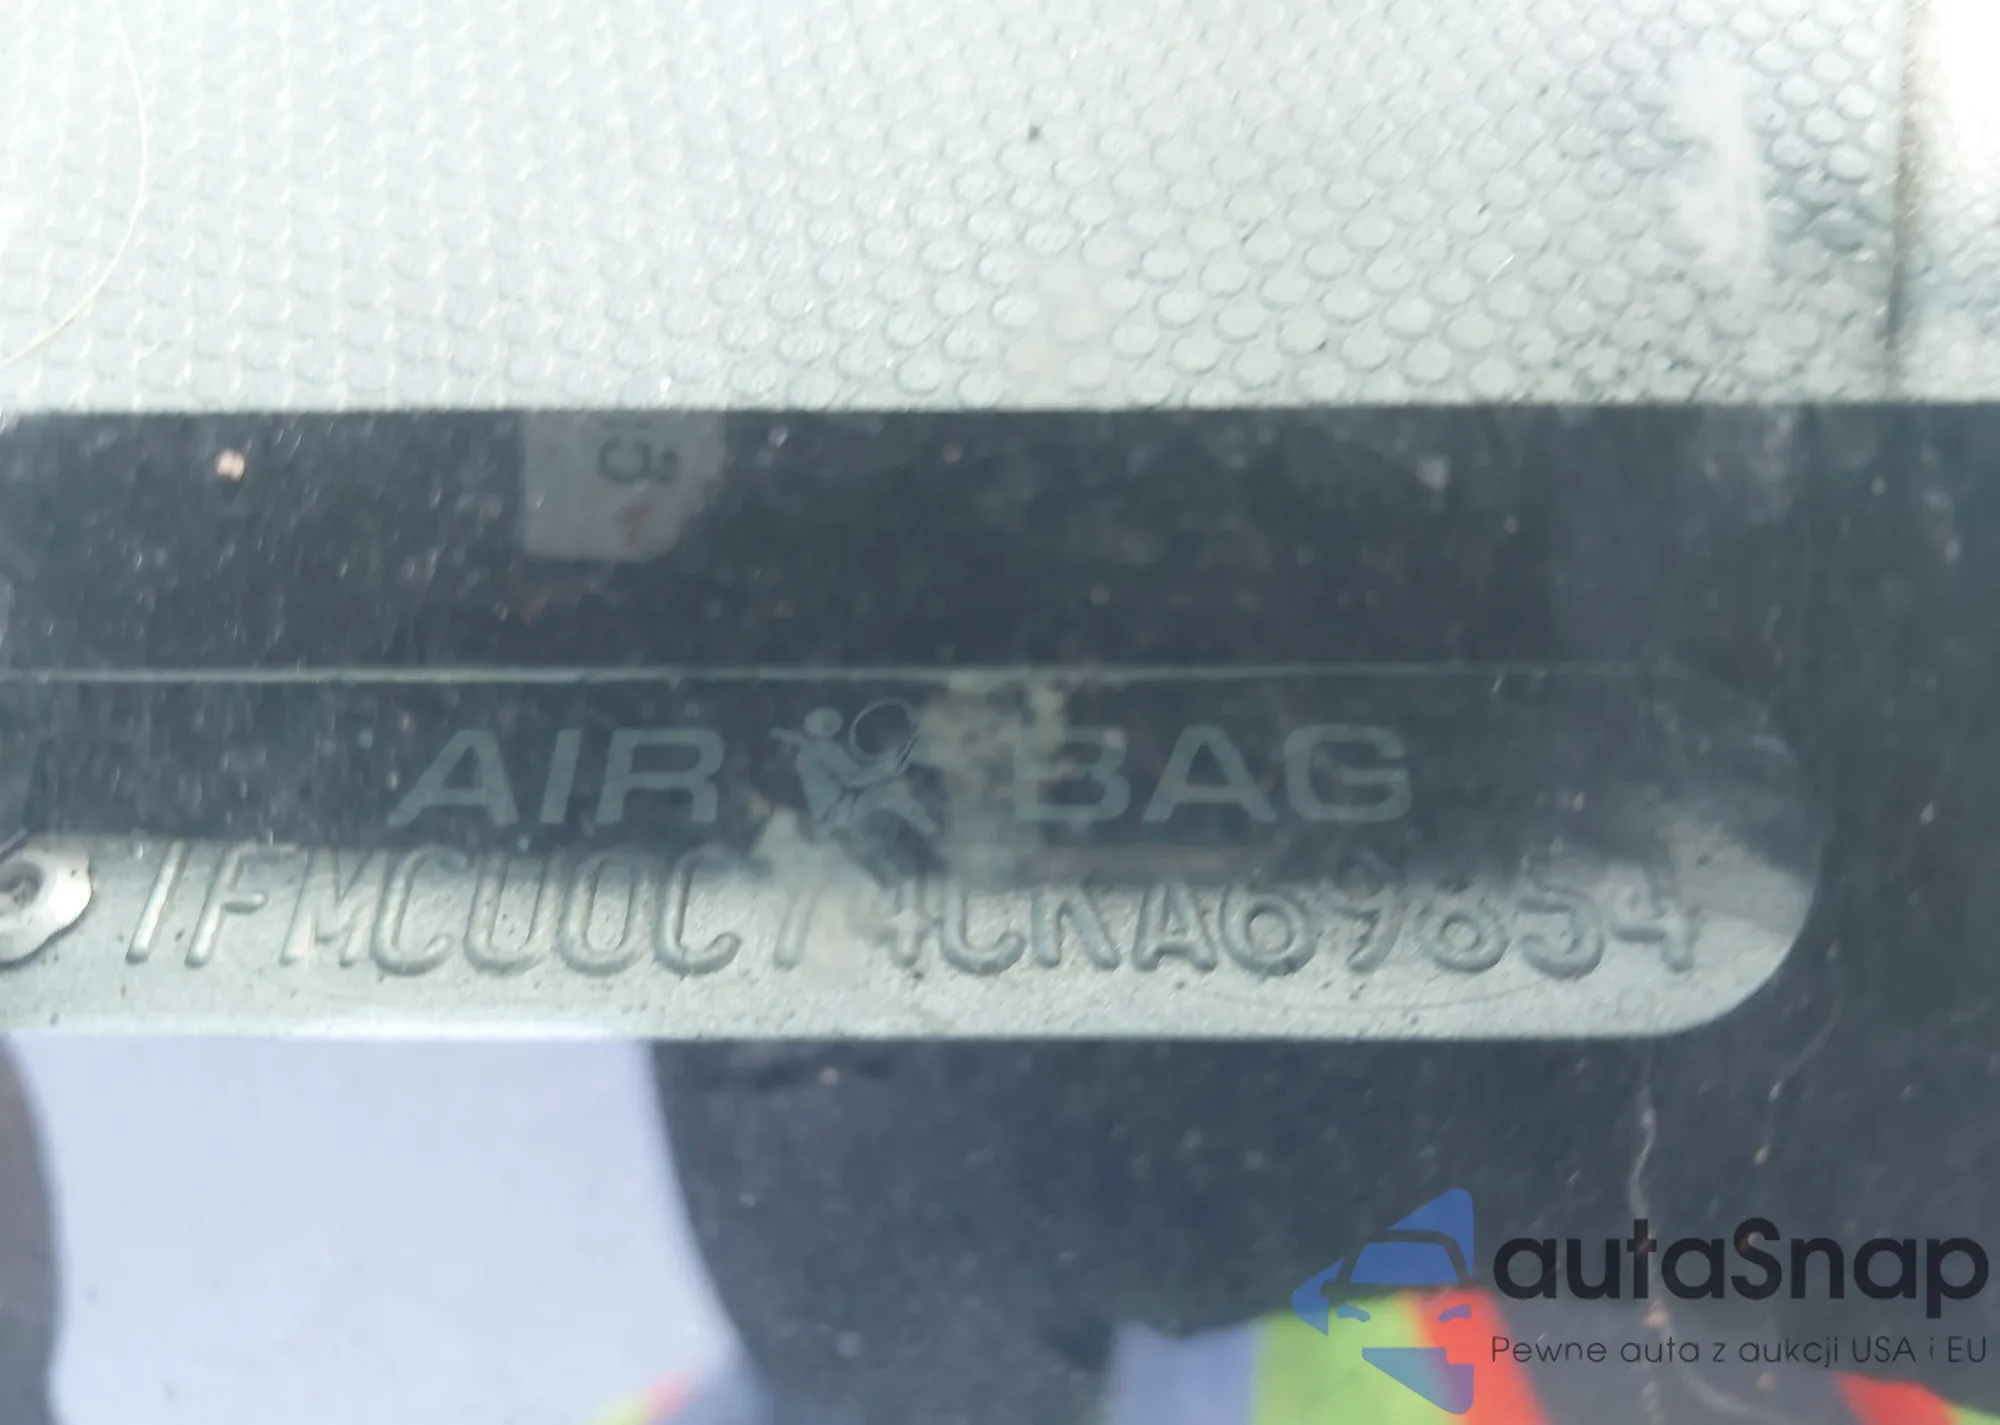 AIR BAG
1FMCU0C74CKA69854
autaSnap
Pewne auta z aukcji USA i EU